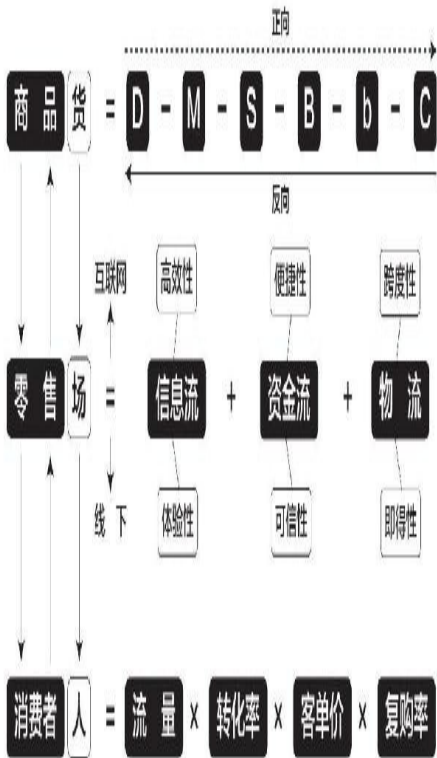 正向
商品 货 = D - M - S - B - b - C
反向
互联网 高效性 便捷性 跨度性
零售 场 = 信息流 + 资金流 + 物流
线下 体验性 可信性 即得性
消费者 人 = 流量 × 转化率 × 客单价 × 复购率